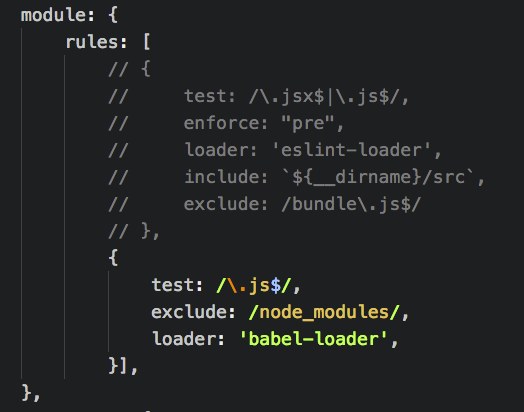 module: {
    rules: [
        // {
        //     test: /\.jsx$|\.js$/,
        //     enforce: "pre",
        //     loader: 'eslint-loader',
        //     include: `${__dirname}/src`,
        //     exclude: /bundle\.js$/
        // },
        {
            test: /\.js$/,
            exclude: /node_modules/,
            loader: 'babel-loader',
        }],
},